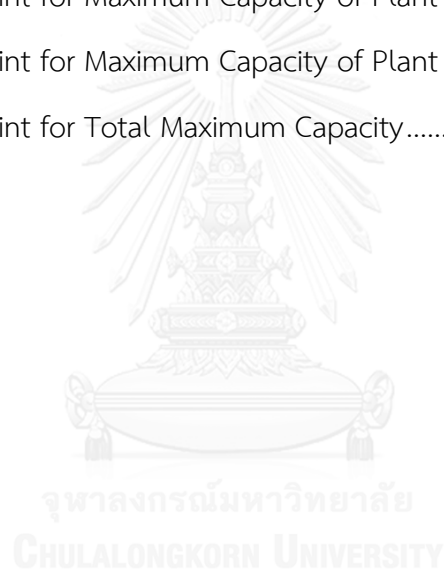 int for Maximum Capacity of Plant
int for Maximum Capacity of Plant
int for Total Maximum Capacity......
จุฬาลงกรณ์มหาวิทยาลัย
CHULALONGKORN UNIVERSITY